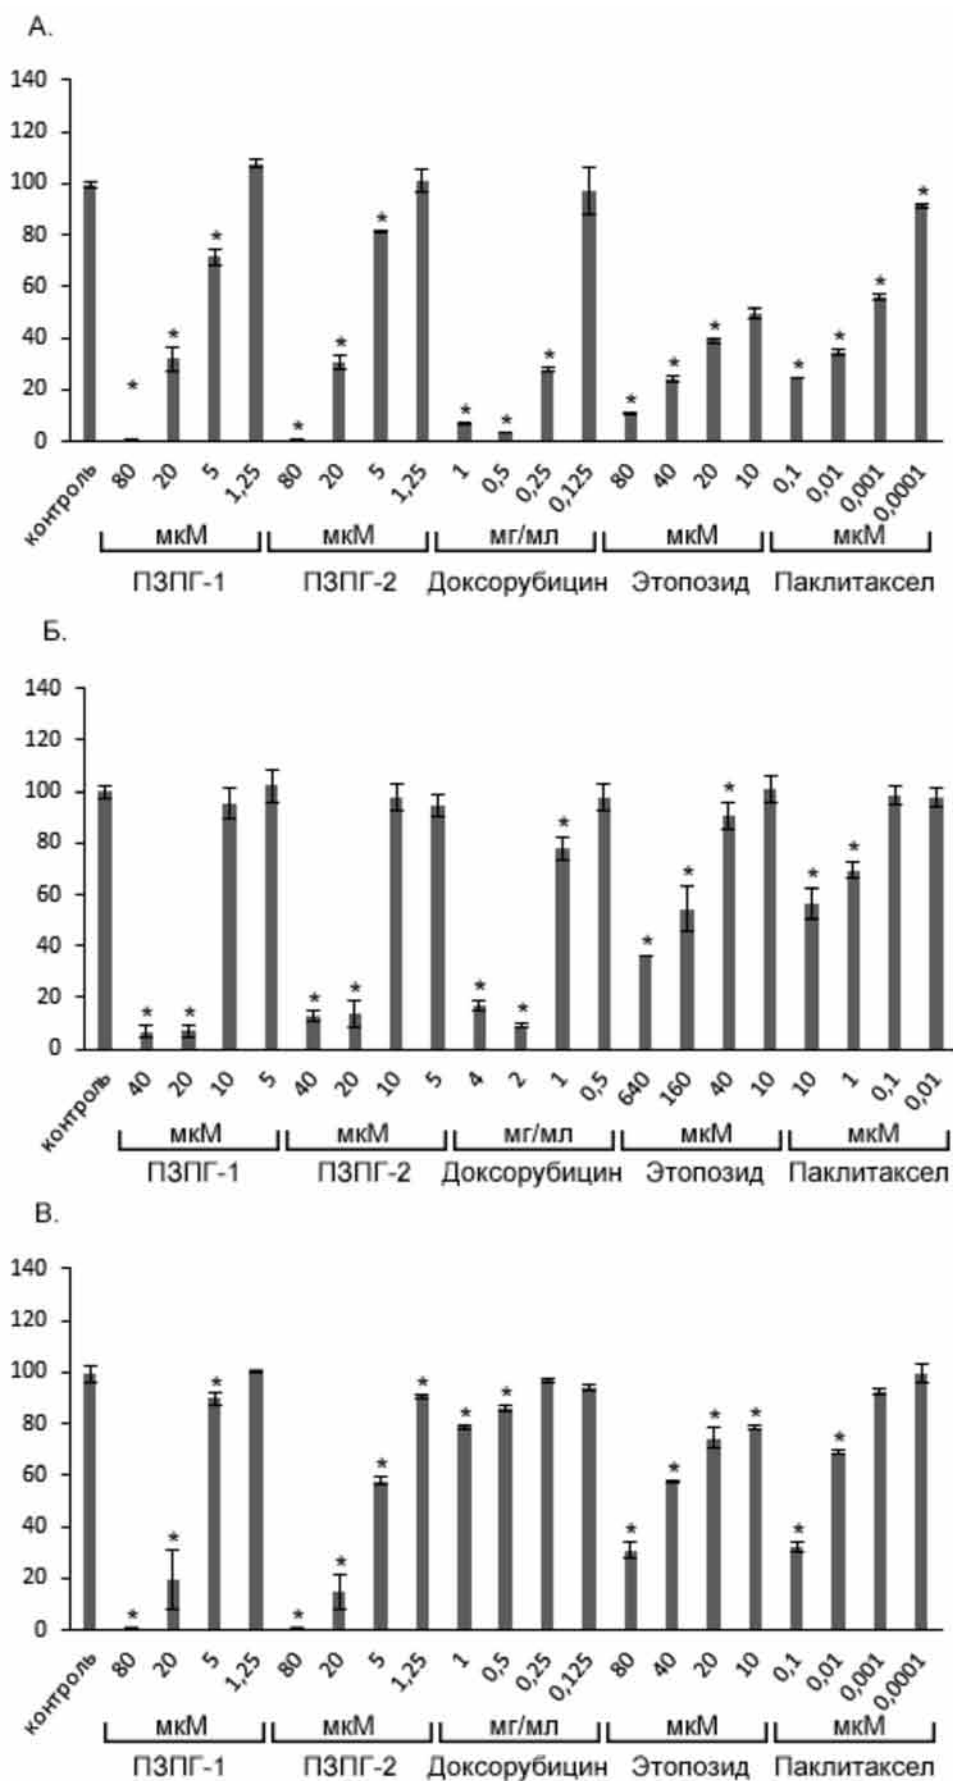 А.
140
120
100
80
60
40
20
0
* * * * * * * * * * * * * * * *
контроль 80 20 5 1,25 80 20 5 1,25 1 0,5 0,25 0,125 80 40 20 10 0,1 0,01 0,001 0,0001
мкМ мкМ мг/мл мкМ мкМ
ПЗПГ-1 ПЗПГ-2 Доксорубицин Этопозид Паклитаксел
Б.
140
120
100
80
60
40
20
0
* * * * * * * * * * * *
контроль 40 20 10 5 40 20 10 5 4 2 1 0,5 640 160 40 10 10 1 0,1 0,01
мкМ мкМ мг/мл мкМ мкМ
ПЗПГ-1 ПЗПГ-2 Доксорубицин Этопозид Паклитаксел
В.
140
120
100
80
60
40
20
0
* * * * * * * * * * * * * * *
контроль 80 20 5 1,25 80 20 5 1,25 1 0,5 0,25 0,125 80 40 20 10 0,1 0,01 0,001 0,0001
мкМ мкМ мг/мл мкМ мкМ
ПЗПГ-1 ПЗПГ-2 Доксорубицин Этопозид Паклитаксел